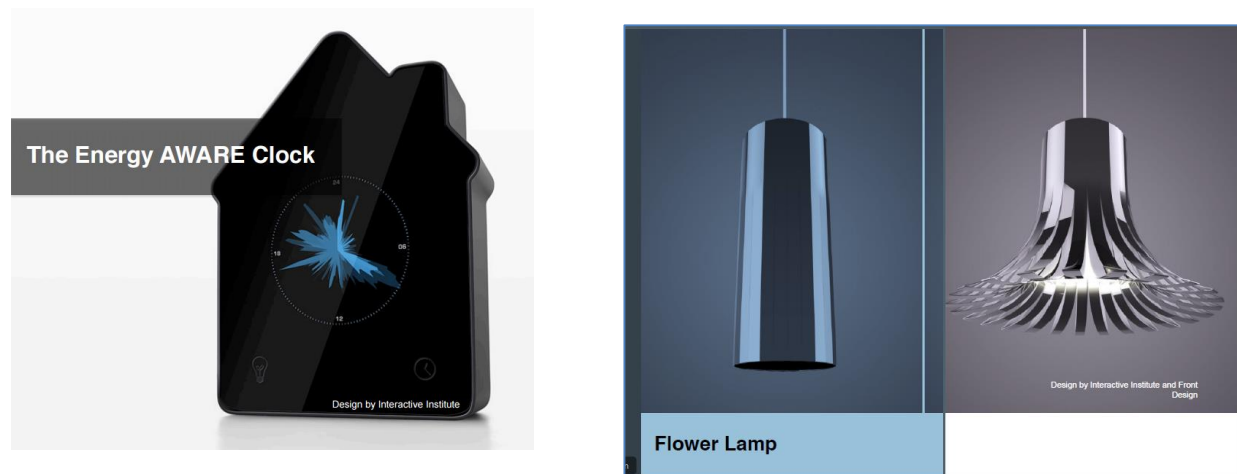 The Energy AWARE Clock
24
18
06
12
Design by Interactive Institute
Design by Interactive Institute and Front
Design
Flower Lamp